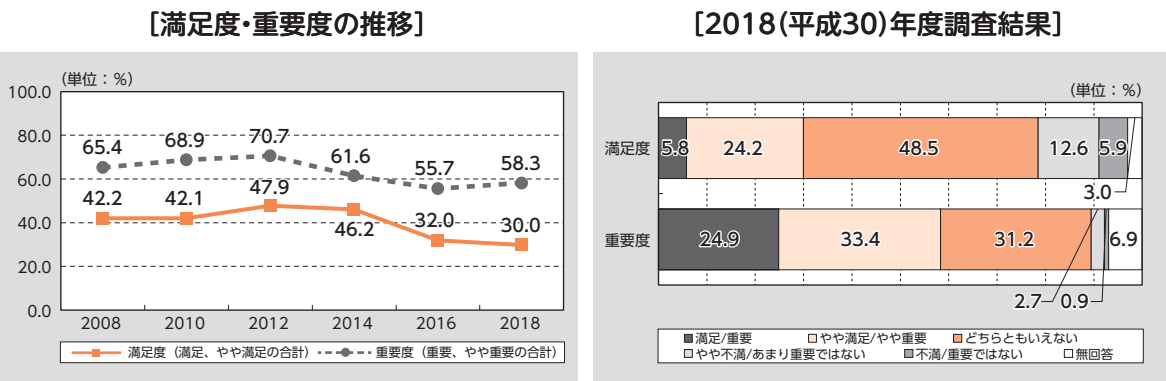 [満足度・重要度の推移]
(単位:%)
100.0
80.0
60.0
40.0
20.0
0.0
65.4 68.9 70.7 61.6 55.7 58.3
42.2 42.1 47.9 46.2 32.0 30.0
2008 2010 2012 2014 2016 2018
満足度(満足、やや満足の合計) 重要度(重要、やや重要の合計)
[2018(平成30)年度調査結果]
(単位:%)
満足度 5.8 24.2 48.5 12.6 5.9
3.0
重要度 24.9 33.4 31.2 6.9
2.7 0.9
満足/重要 やや満足/やや重要 どちらともいえない
やや不満/あまり重要ではない 不満/重要ではない 無回答